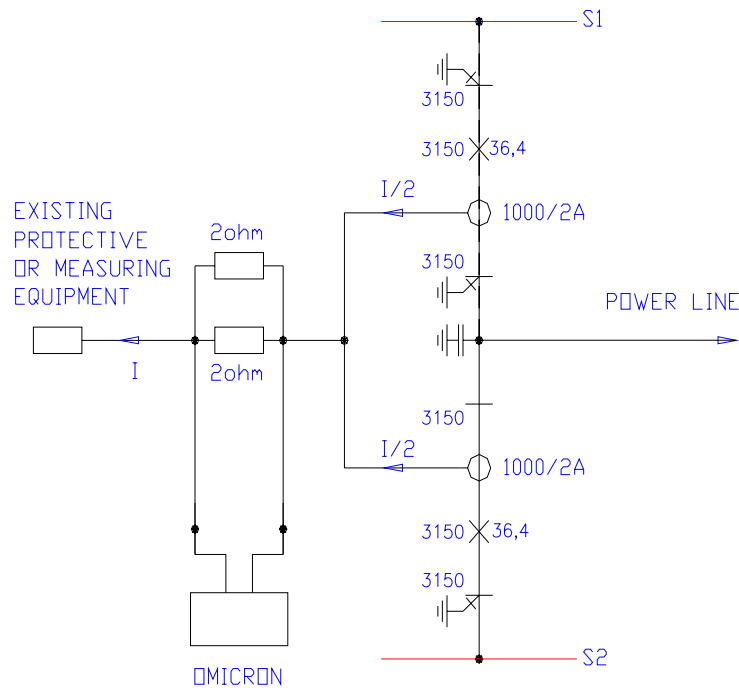 S1
3150
3150 36,4
I/2
1000/2A
EXISTING
PROTECTIVE
OR MEASURING
EQUIPMENT
2ohm
3150
POWER LINE
I
2ohm
3150
I/2
1000/2A
3150 36,4
3150
S2
OMICRON